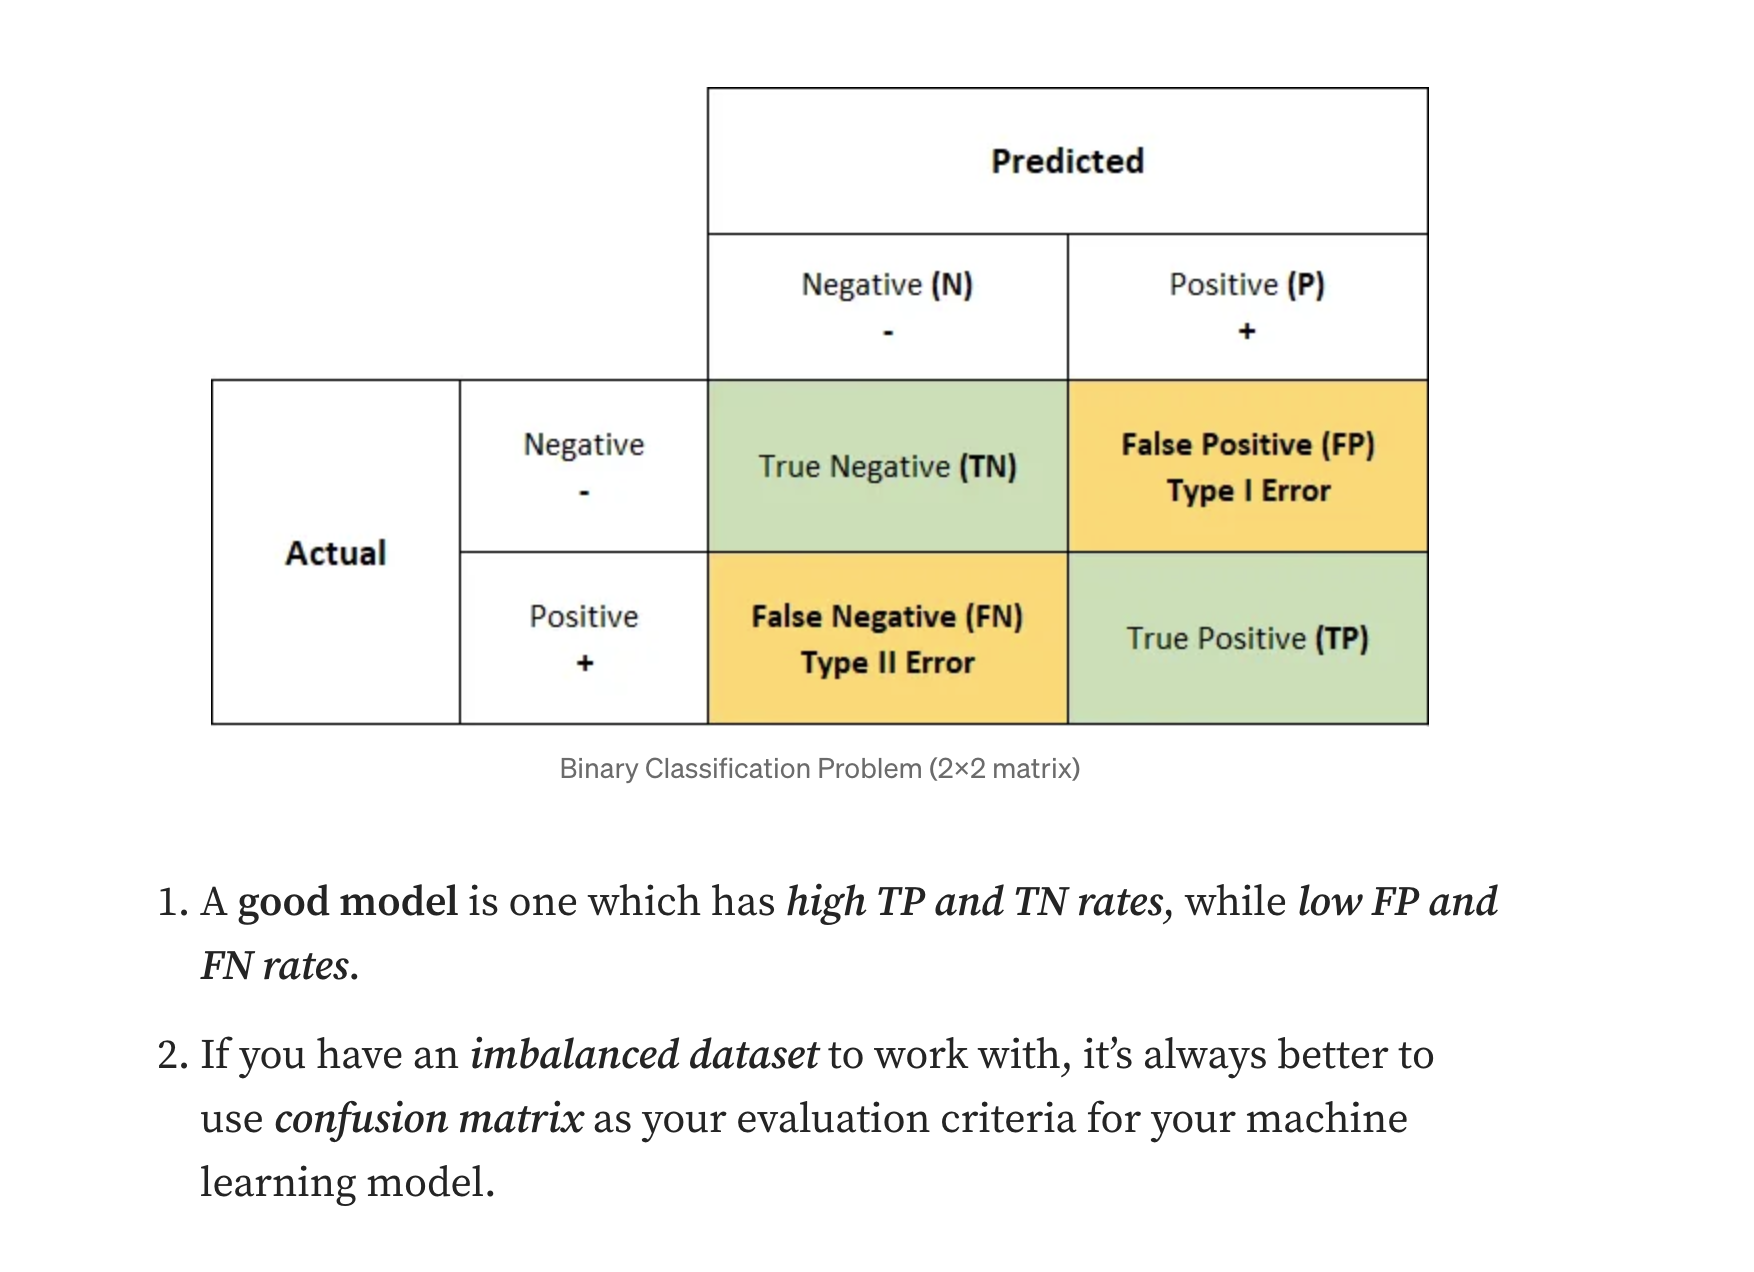 Predicted
Negative (N)
-
Positive (P)
+
Actual
Negative
-
True Negative (TN)
False Positive (FP)
Type I Error
Positive
+
False Negative (FN)
Type II Error
True Positive (TP)
Binary Classification Problem (2×2 matrix)
1. A good model is one which has high TP and TN rates, while low FP and
FN rates.
2. If you have an imbalanced dataset to work with, it’s always better to
use confusion matrix as your evaluation criteria for your machine
learning model.